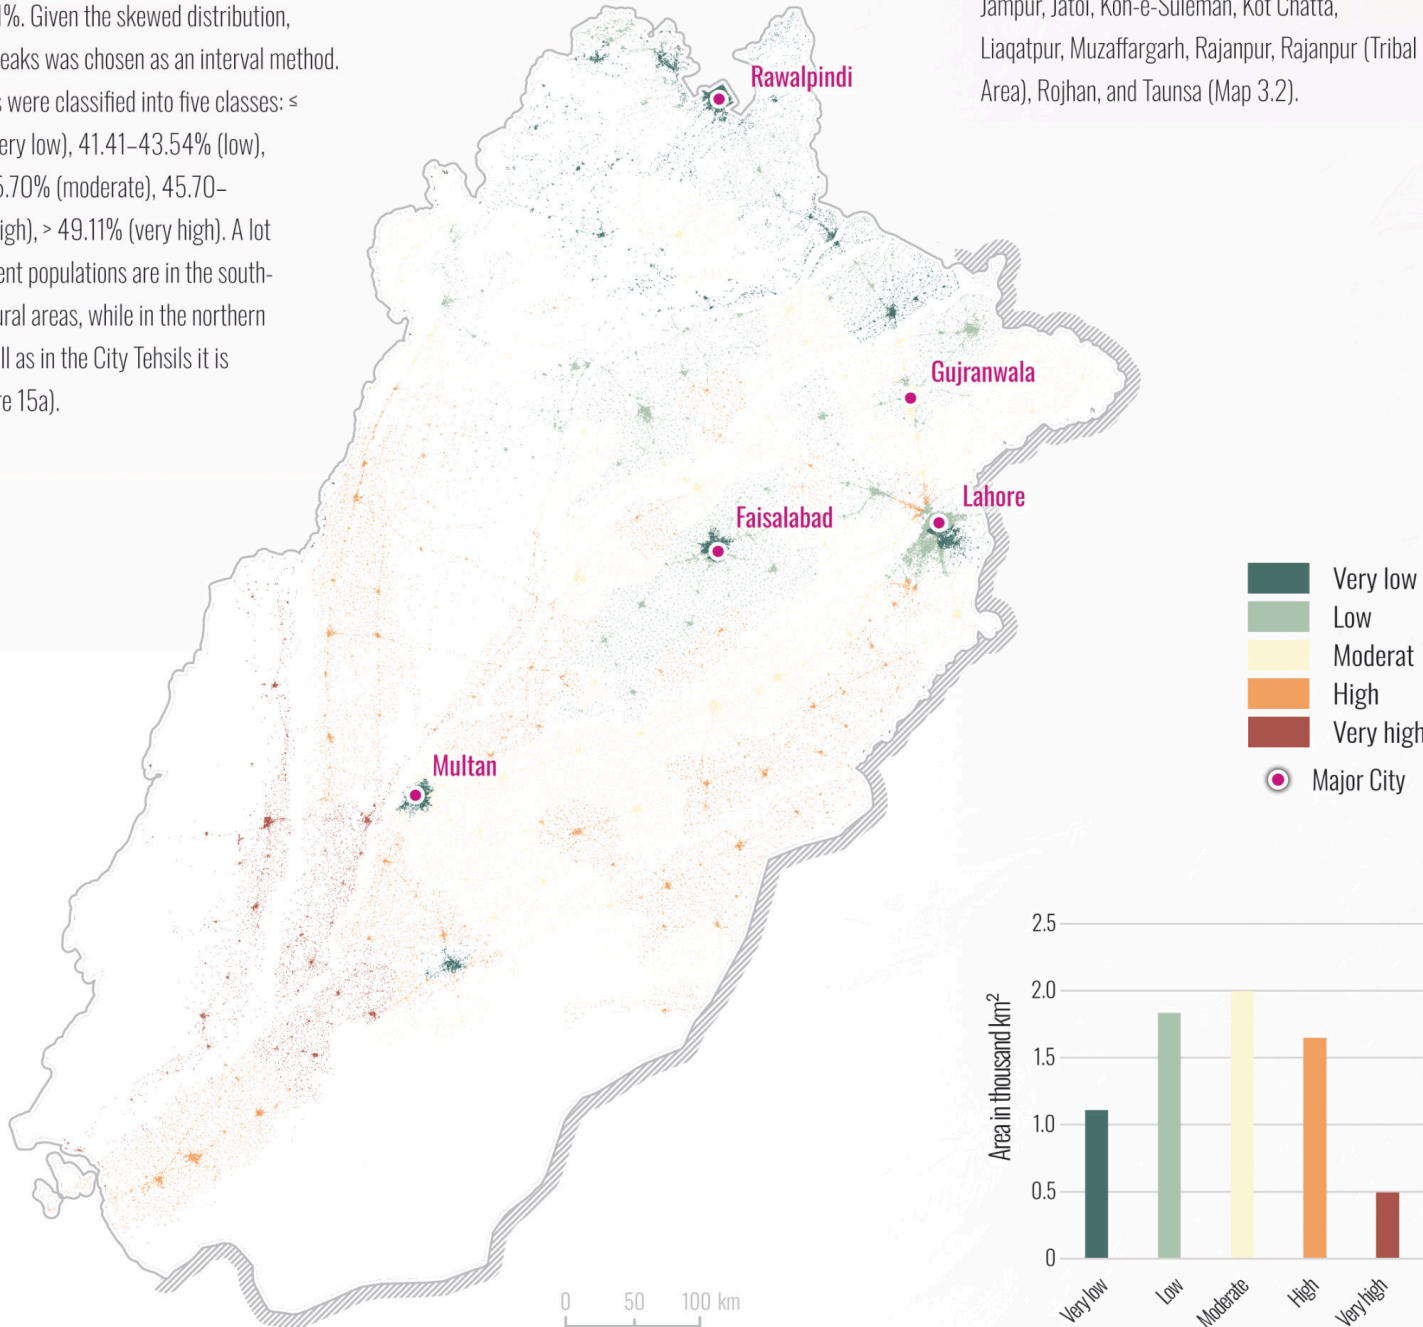 1%. Given the skewed distribution,
eaks was chosen as an interval method.
s were classified into five classes: ≤
ery low), 41.41–43.54% (low),
5.70% (moderate), 45.70–
igh), > 49.11% (very high). A lot
ent populations are in the south-
ural areas, while in the northern
ll as in the City Tehsils it is
re 15a).
Jampur, Jatoi, Koh-e-Suleman, Kot Chatta,
Liaqatpur, Muzaffargarh, Rajanpur, Rajanpur (Tribal
Area), Rojhan, and Taunsa (Map 3.2).
Rawalpindi
Gujranwala
Lahore
Faisalabad
Multan
Very low
Low
Moderat
High
Very high
Major City
0 50 100 km
Area in thousand km²
2.5
2.0
1.5
1.0
0.5
0
Very low
Low
Moderate
High
Very high